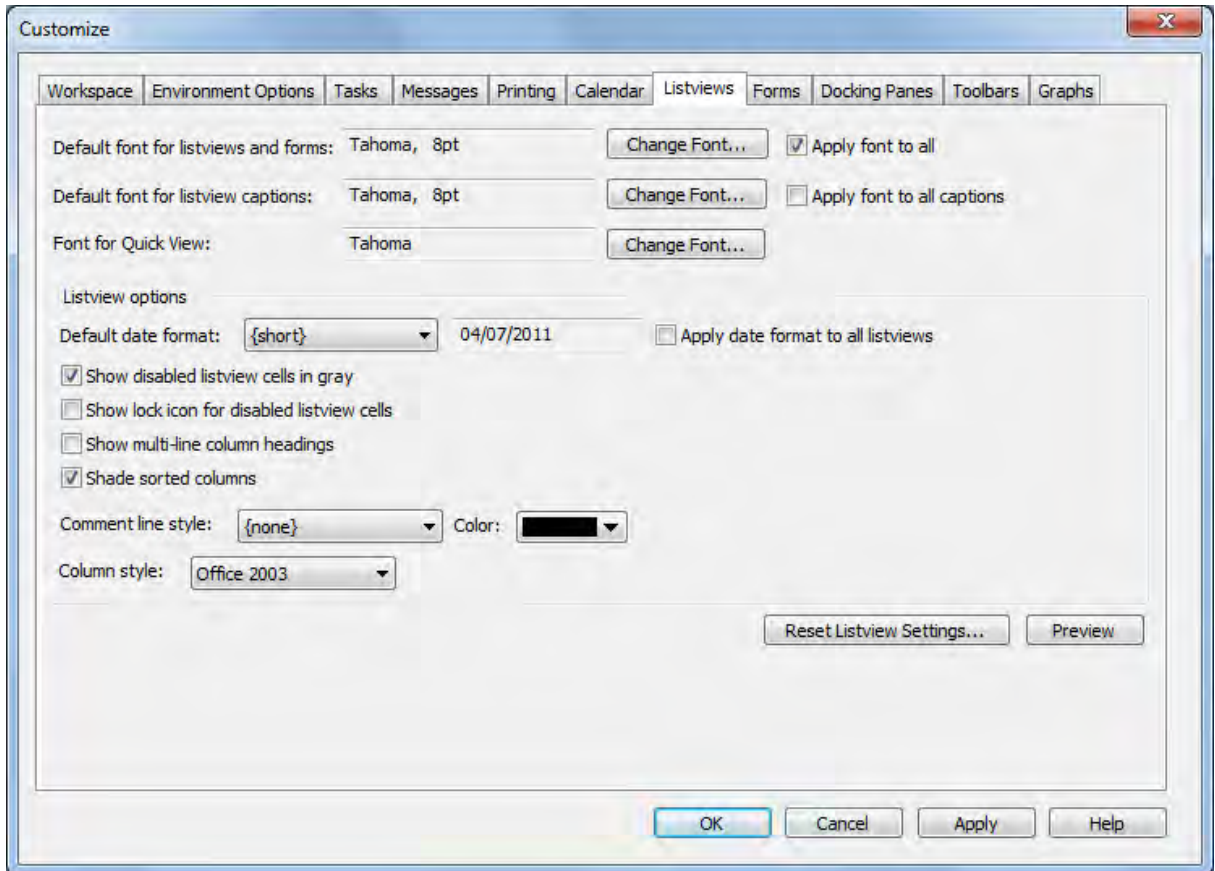 Customize
Workspace Environment Options Tasks Messages Printing Calendar Listviews Forms Docking Panes Toolbars Graphs
Default font for listviews and forms: Tahoma, 8pt Change Font... Apply font to all
Default font for listview captions: Tahoma, 8pt Change Font... Apply font to all captions
Font for Quick View: Tahoma Change Font...
Listview options
Default date format: {short} 04/07/2011 Apply date format to all listviews
Show disabled listview cells in gray
Show lock icon for disabled listview cells
Show multi-line column headings
Shade sorted columns
Comment line style: {none} Color:
Column style: Office 2003
Reset Listview Settings... Preview
OK Cancel Apply Help